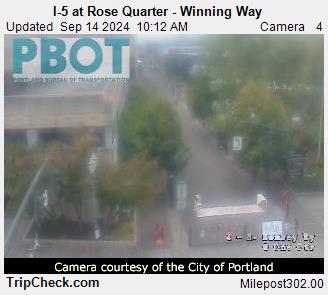 I-5 at Rose Quarter - Winning Way
Updated Sep 14 2024 10:12 AM Camera 4
PBOT
PORTLAND BUREAU OF TRANSPORTATION
Camera courtesy of the City of Portland
TripCheck.com Milepost302.00